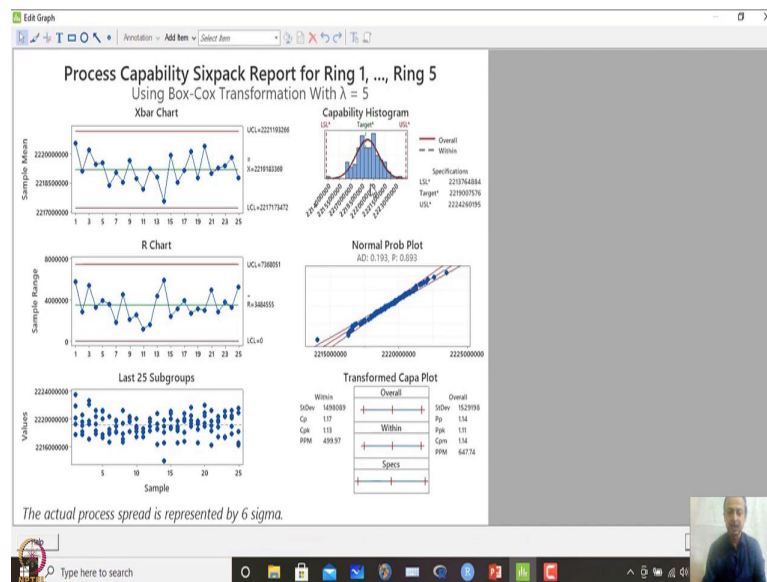 Edit Graph
T
Annotation
Add Item
Select Item
Process Capability Sixpack Report for Ring 1, ..., Ring 5
Using Box-Cox Transformation With λ = 5
Xbar Chart
Sample Mean
2220000000
2218500000
2217000000
UCL=2221193266
X=2219183369
LCL=2217173472
1 3 5 7 9 11 13 15 17 19 21 23 25
Capability Histogram
LSL* Target* USL*
Overall
Within
Specifications
LSL* 2213764884
Target* 2219007576
USL* 2224260195
R Chart
Sample Range
8000000
4000000
0
UCL=7368051
R=3484555
LCL=0
1 3 5 7 9 11 13 15 17 19 21 23 25
Normal Prob Plot
AD: 0.193, P: 0.893
2215000000 2220000000 2225000000
Last 25 Subgroups
Values
2224000000
2220000000
2216000000
5 10 15 20 25
Sample
Transformed Capa Plot
Within
StDev 1498089
Cp 1.17
Cpk 1.13
PPM 499.97
Overall
Within
Specs
Overall
StDev 1529198
Pp 1.14
Ppk 1.11
Cpm 1.14
PPM 647.74
The actual process spread is represented by 6 sigma.
Help
NPTEL
Type here to search